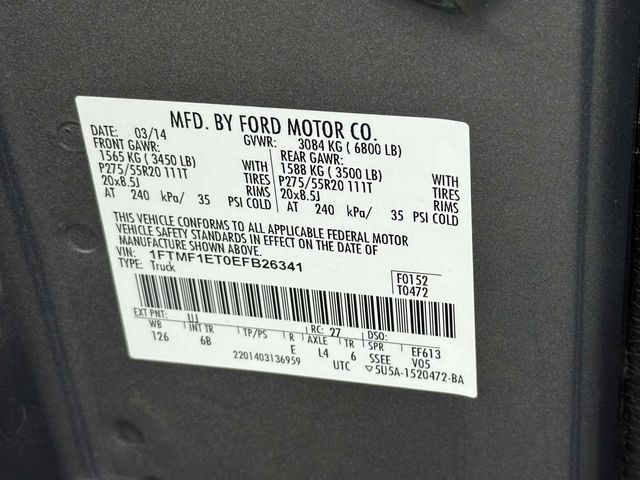 MFD. BY FORD MOTOR CO.
DATE: 03/14 GVWR: 3084 KG ( 6800 LB)
FRONT GAWR: REAR GAWR:
1565 KG ( 3450 LB) WITH 1588 KG ( 3500 LB) WITH
P275/55R20 111T TIRES P275/55R20 111T TIRES
20x8.5J RIMS 20x8.5J RIMS
AT 240 kPa/ 35 PSI COLD AT 240 kPa/ 35 PSI COLD
THIS VEHICLE CONFORMS TO ALL APPLICABLE FEDERAL MOTOR
VEHICLE SAFETY STANDARDS IN EFFECT ON THE DATE OF
MANUFACTURE SHOWN ABOVE.
VIN: 1FTMF1ET0EFB26341 F0152
TYPE: Truck T0472
EXT PNT: UJ RC: 27 DSO:
WB INT TR TP/PS R AXLE TR SPR EF613
126 6B E L4 6 SSEE V05
2201403136959 UTC ▽5U5A-1520472-BA